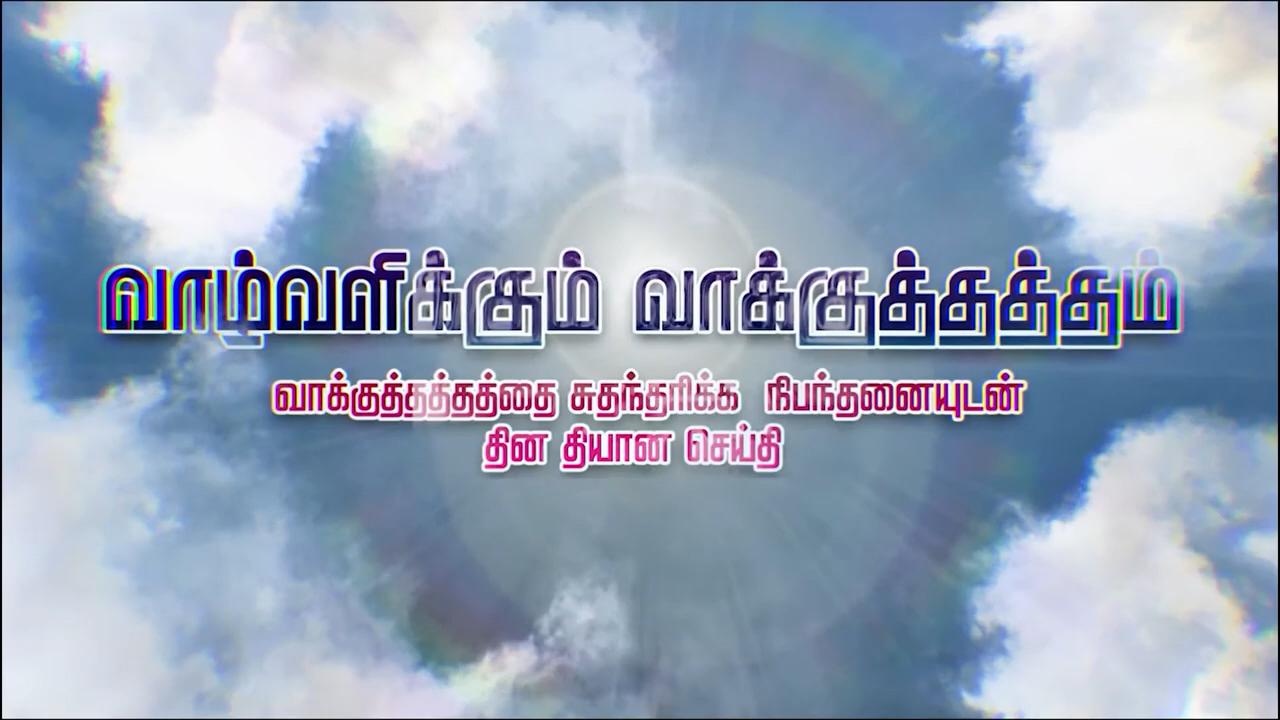 வாழ்வளிக்கும் வாக்குத்தத்தம்
வாக்குத்தத்தத்தை சுதந்தரிக்க நிபந்தனையுடன்
தின தியான செய்தி